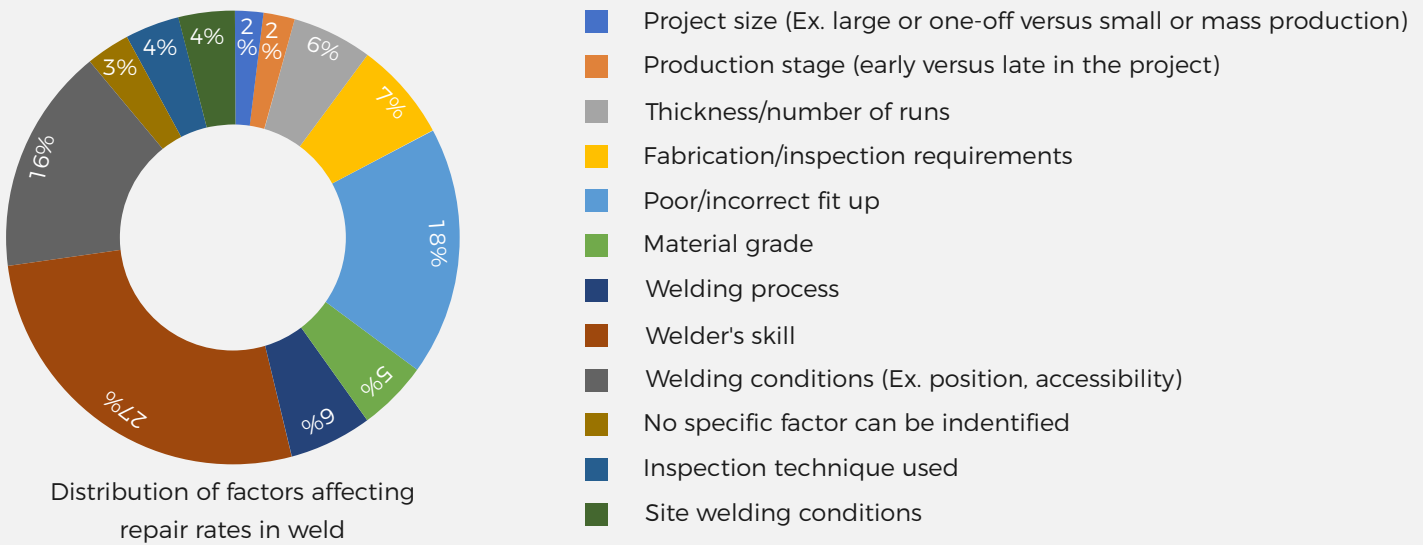 2
%
2
%
6%
7%
18%
5%
6%
27%
16%
3%
4%
4%
Distribution of factors affecting
repair rates in weld
Project size (Ex. large or one-off versus small or mass production)
Production stage (early versus late in the project)
Thickness/number of runs
Fabrication/inspection requirements
Poor/incorrect fit up
Material grade
Welding process
Welder's skill
Welding conditions (Ex. position, accessibility)
No specific factor can be indentified
Inspection technique used
Site welding conditions